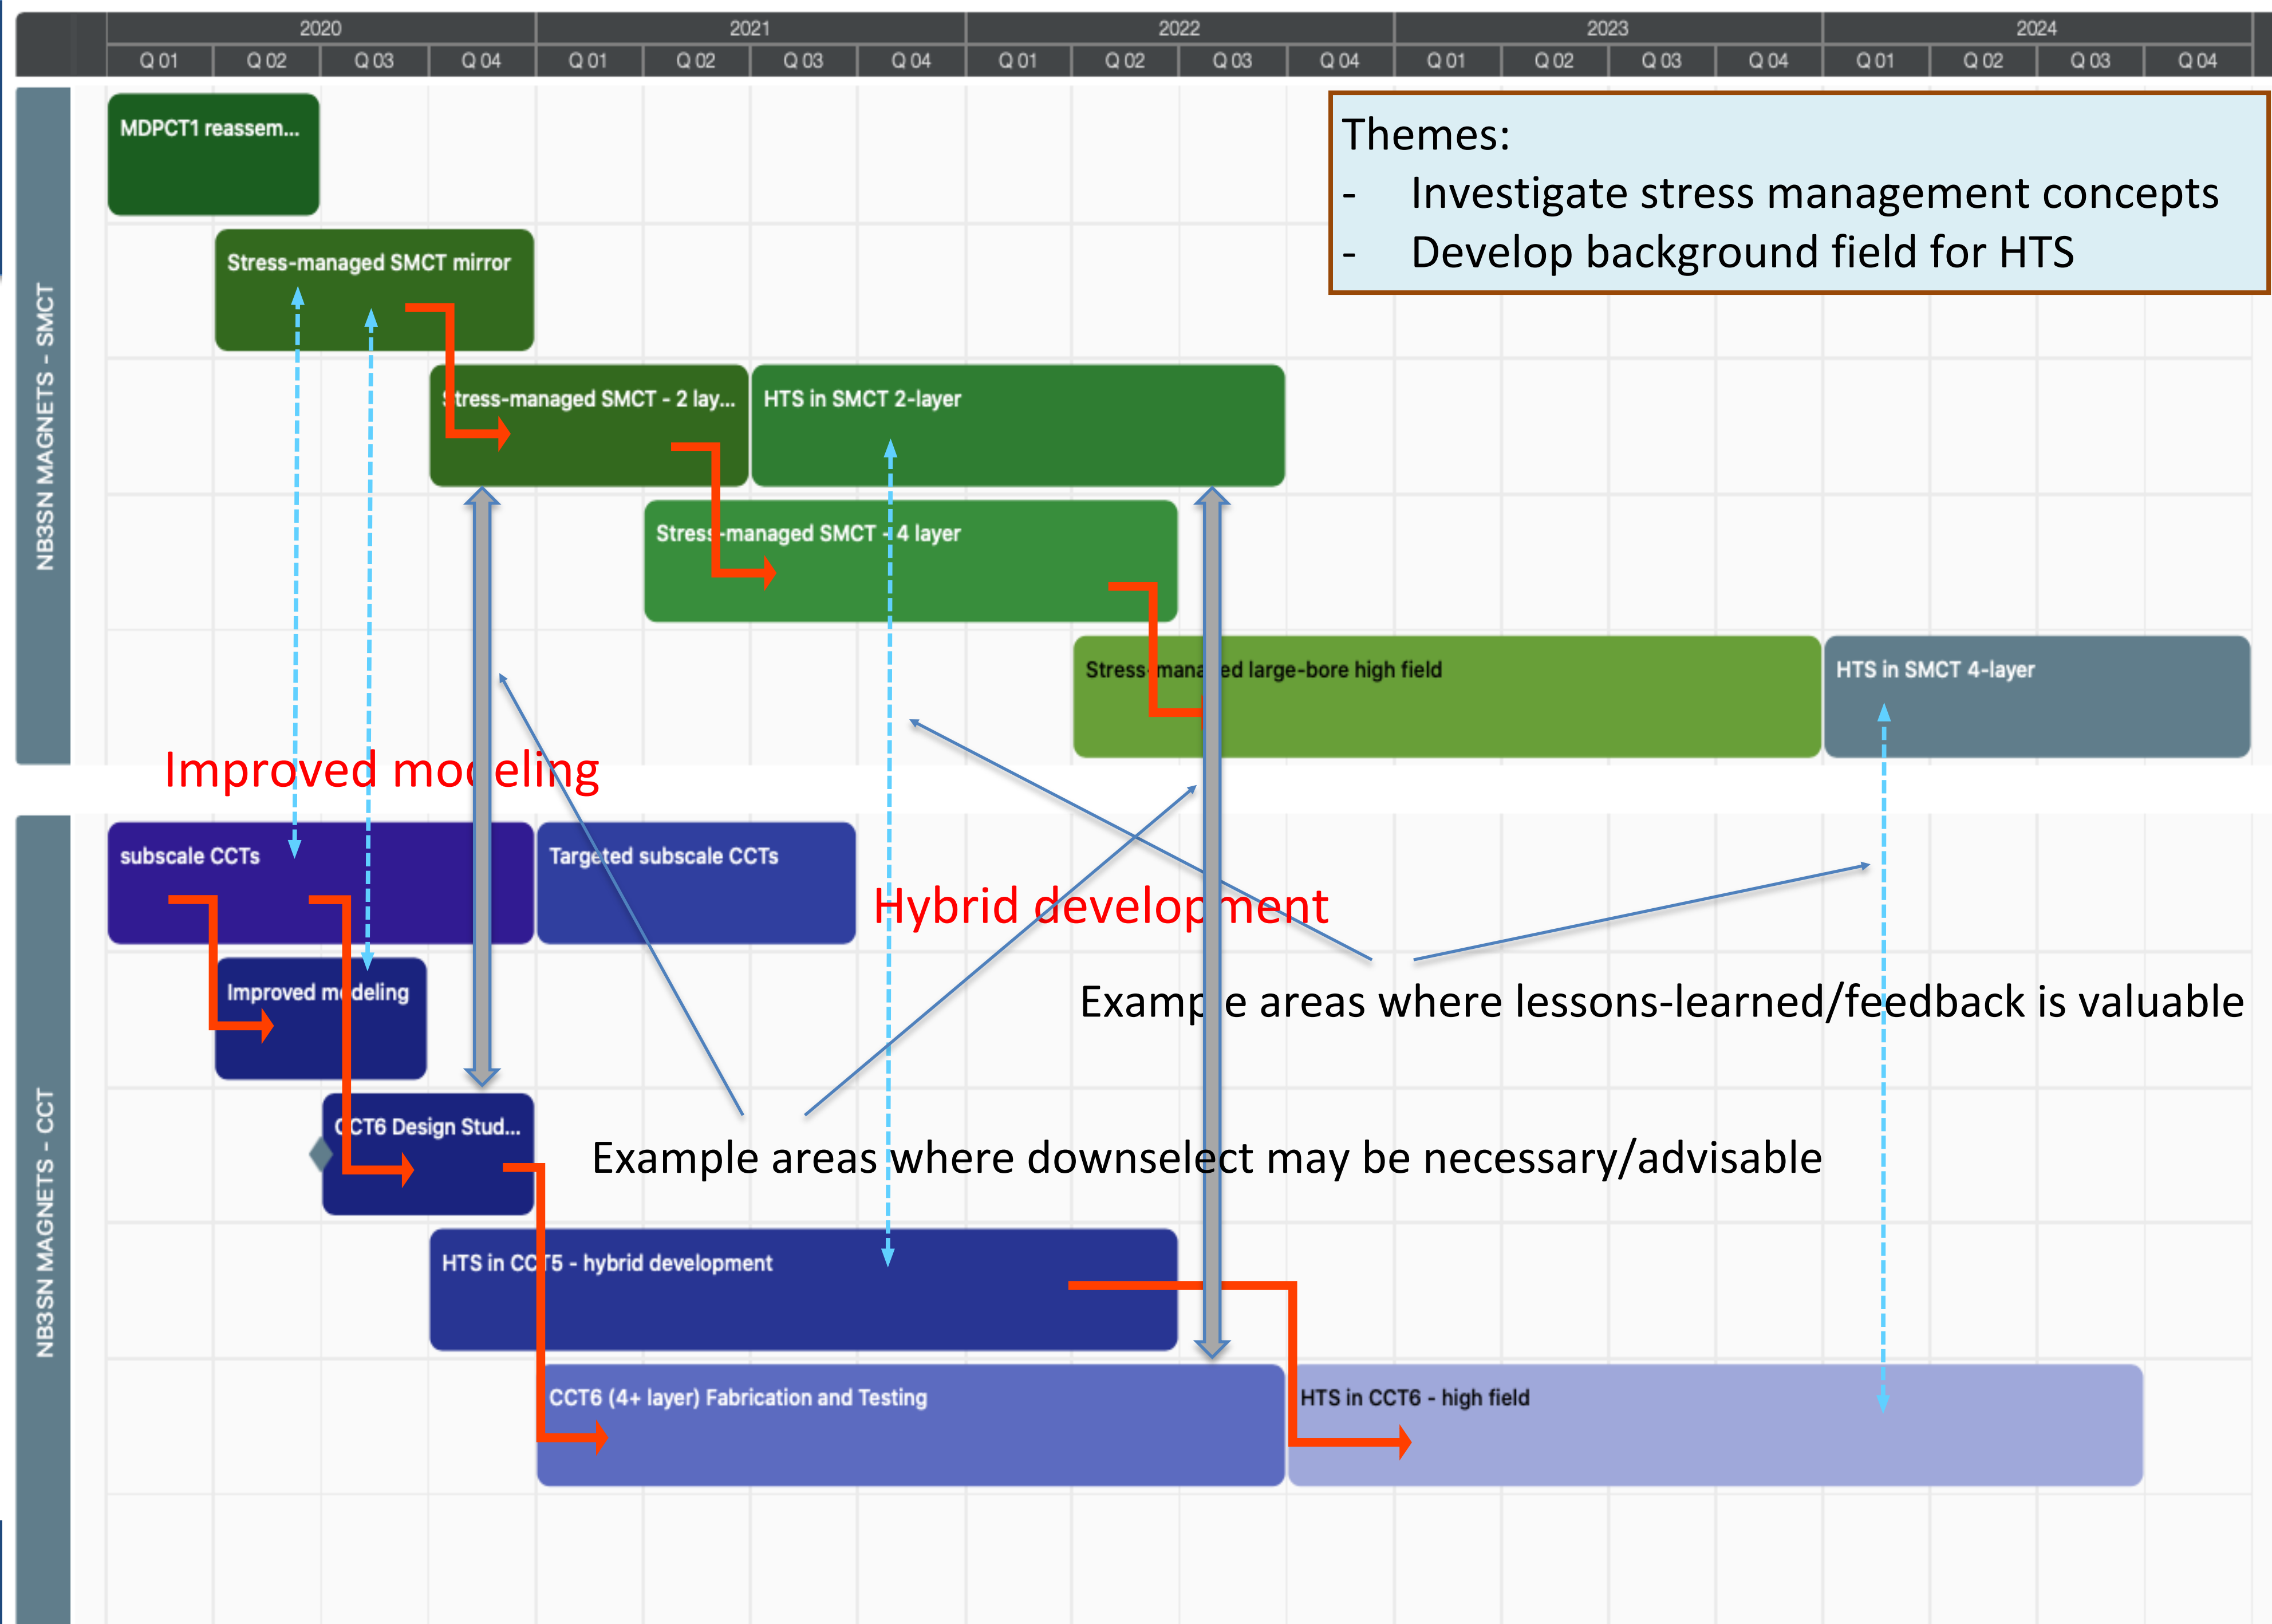 2020 2021 2022 2023 2024
Q 01 Q 02 Q 03 Q 04 Q 01 Q 02 Q 03 Q 04 Q 01 Q 02 Q 03 Q 04 Q 01 Q 02 Q 03 Q 04 Q 01 Q 02 Q 03 Q 04
NB3SN MAGNETS - SMCT
MDPCT1 reassem...
Themes:
- Investigate stress management concepts
- Develop background field for HTS
Stress-managed SMCT mirror
Stress-managed SMCT - 2 lay...
HTS in SMCT 2-layer
Stress-managed SMCT - 4 layer
Stress-managed large-bore high field
HTS in SMCT 4-layer
Improved modeling
NB3SN MAGNETS - CCT
subscale CCTs
Targeted subscale CCTs
Hybrid development
Improved modeling
Example areas where lessons-learned/feedback is valuable
CCT6 Design Stud...
Example areas where downselect may be necessary/advisable
HTS in CCT5 - hybrid development
CCT6 (4+ layer) Fabrication and Testing
HTS in CCT6 - high field